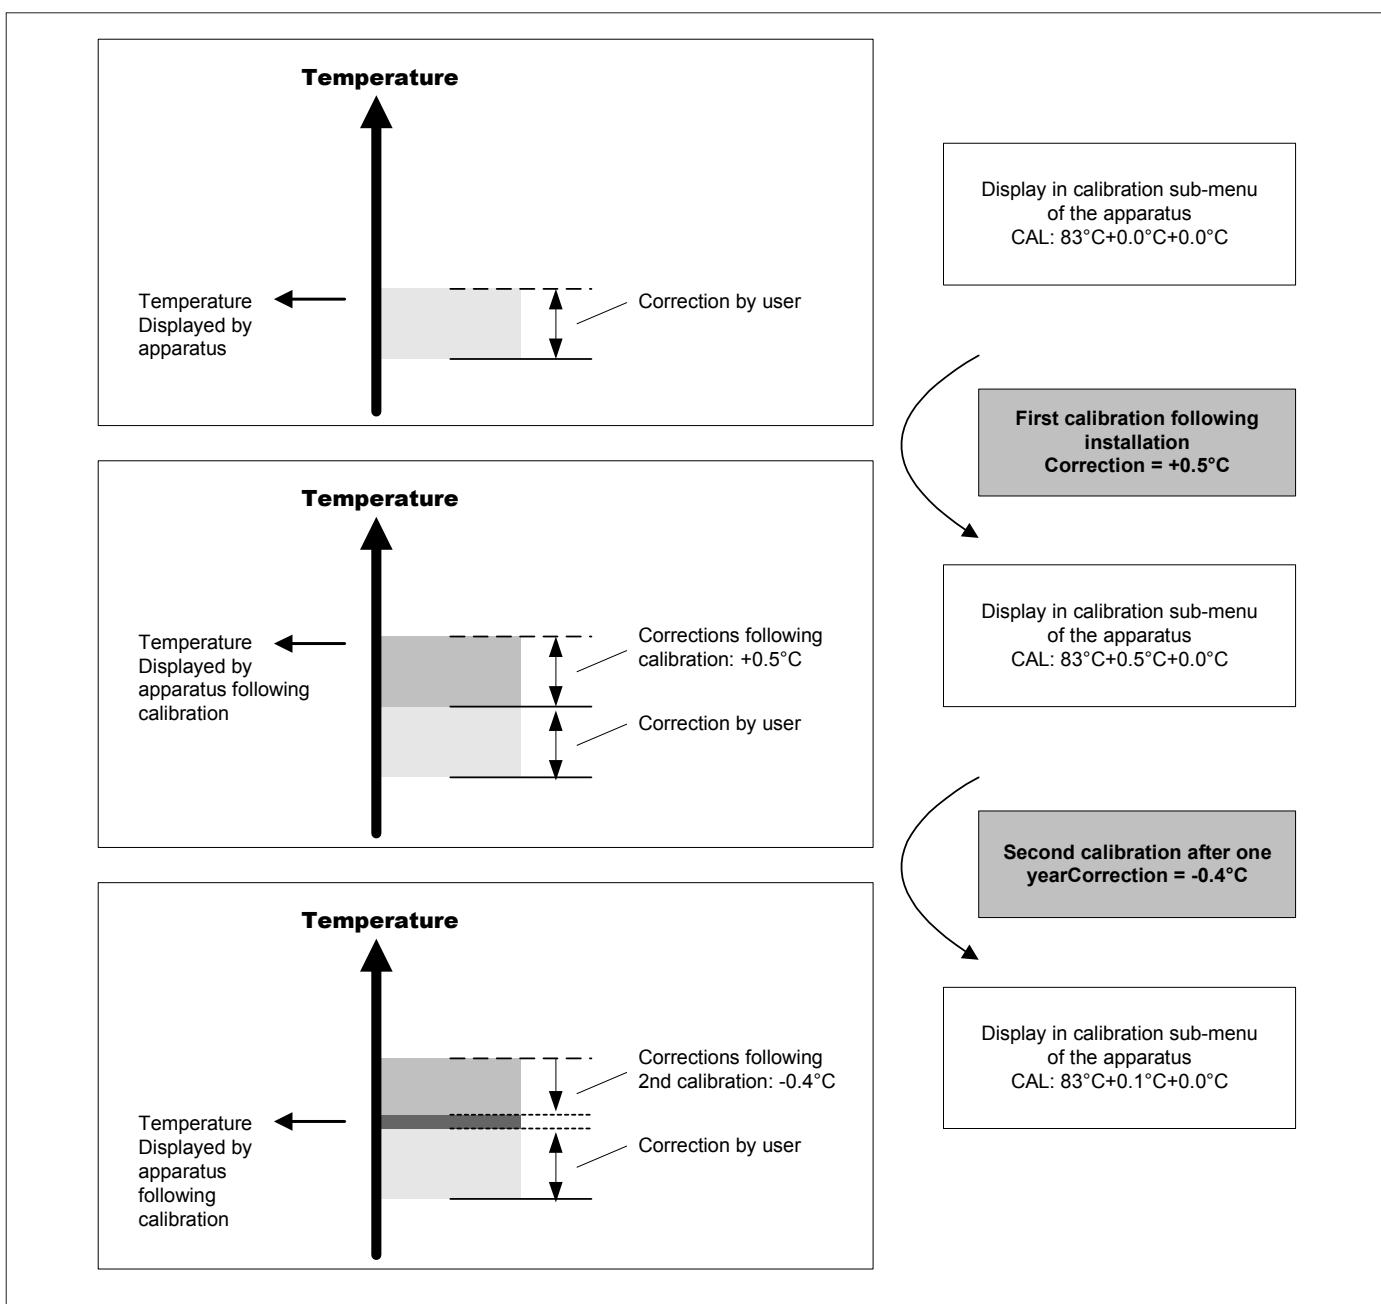 Temperature
Temperature
Displayed by
apparatus
Correction by user
Display in calibration sub-menu
of the apparatus
CAL: 83°C+0.0°C+0.0°C
First calibration following
installation
Correction = +0.5°C
Temperature
Temperature
Displayed by
apparatus following
calibration
Corrections following
calibration: +0.5°C
Correction by user
Display in calibration sub-menu
of the apparatus
CAL: 83°C+0.5°C+0.0°C
Second calibration after one
yearCorrection = -0.4°C
Temperature
Temperature
Displayed by
apparatus
following
calibration
Corrections following
2nd calibration: -0.4°C
Correction by user
Display in calibration sub-menu
of the apparatus
CAL: 83°C+0.1°C+0.0°C